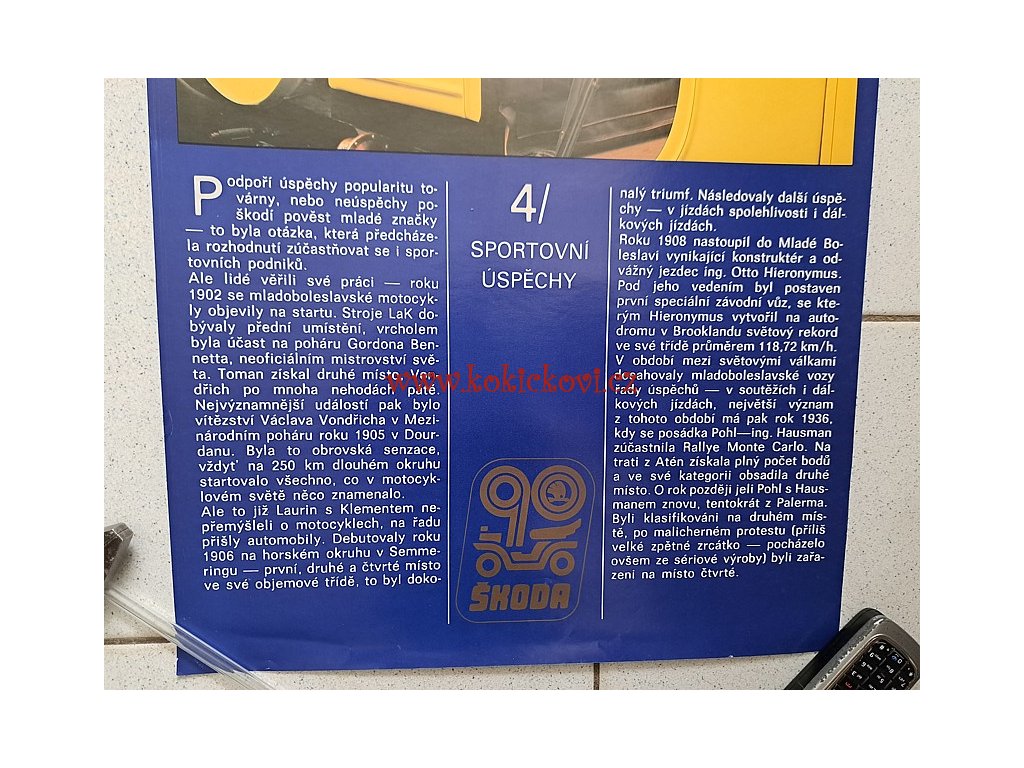 Podpoří úspěchy popularitu to-
várny, nebo neúspěchy po-
škodí pověst mladé značky
— to byla otázka, která předcháze-
la rozhodnutí zúčastňovat se i spor-
tovních podniků.
Ale lidé věřili své práci — roku
1902 se mladoboleslavské motocyk-
ly objevily na startu. Stroje LaK do-
bývaly přední umístění, vrcholem
byla účast na poháru Gordona Ben-
netta, neoficiálním mistrovství svě-
ta. Toman získal druhé místo, Von-
dřich po mnoha nehodách páté.
Nejvýznamnější událostí pak bylo
vítězství Václava Vondřicha v Mezi-
národním poháru roku 1905 v Dour-
danu. Byla to obrovská senzace,
vždyť na 250 km dlouhém okruhu
startovalo všechno, co v motocyk-
lovém světě něco znamenalo.
Ale to již Laurin s Klementem ne-
přemýšleli o motocyklech, na řadu
přišly automobily. Debutovaly roku
1906 na horském okruhu v Semme-
ringu — první, druhé a čtvrté místo
ve své objemové třídě, to byl doko-
4/
SPORTOVNÍ
ÚSPĚCHY
www.kokickovi.cz
90
ŠKODA
nalý triumf. Následovaly další úspě-
chy — v jízdách spolehlivosti i dál-
kových jízdách.
Roku 1908 nastoupil do Mladé Bo-
leslavi vynikající konstruktér a od-
vážný jezdec ing. Otto Hieronymus.
Pod jeho vedením byl postaven
první speciální závodní vůz, se kte-
rým Hieronymus vytvořil na auto-
dromu v Brooklandu světový rekord
ve své třídě průměrem 118,72 km/h.
V období mezi světovými válkami
dosahovaly mladoboleslavské vozy
řady úspěchů — v soutěžích i dál-
kových jízdách, největší význam
z tohoto období má pak rok 1936,
kdy se posádka Pohl—ing. Hausman
zúčastnila Rallye Monte Carlo. Na
trati z Atén získala plný počet bodů
a ve své kategorii obsadila druhé
místo. O rok později jeli Pohl s Haus-
manem znovu, tentokrát z Palerma.
Byli klasifikováni na druhém mís-
tě, po malicherném protestu (příliš
velké zpětné zrcátko — pocházelo
ovšem ze sériové výroby) byli zařa-
zeni na místo čtvrté.